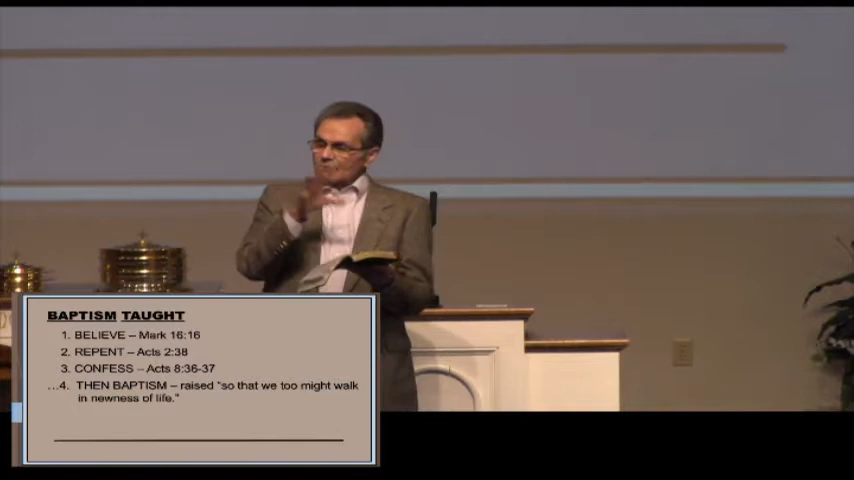 BAPTISM TAUGHT
1. BELIEVE – Mark 16:16
2. REPENT – Acts 2:38
3. CONFESS – Acts 8:36-37
...4. THEN BAPTISM – raised “so that we too might walk
in newness of life.”